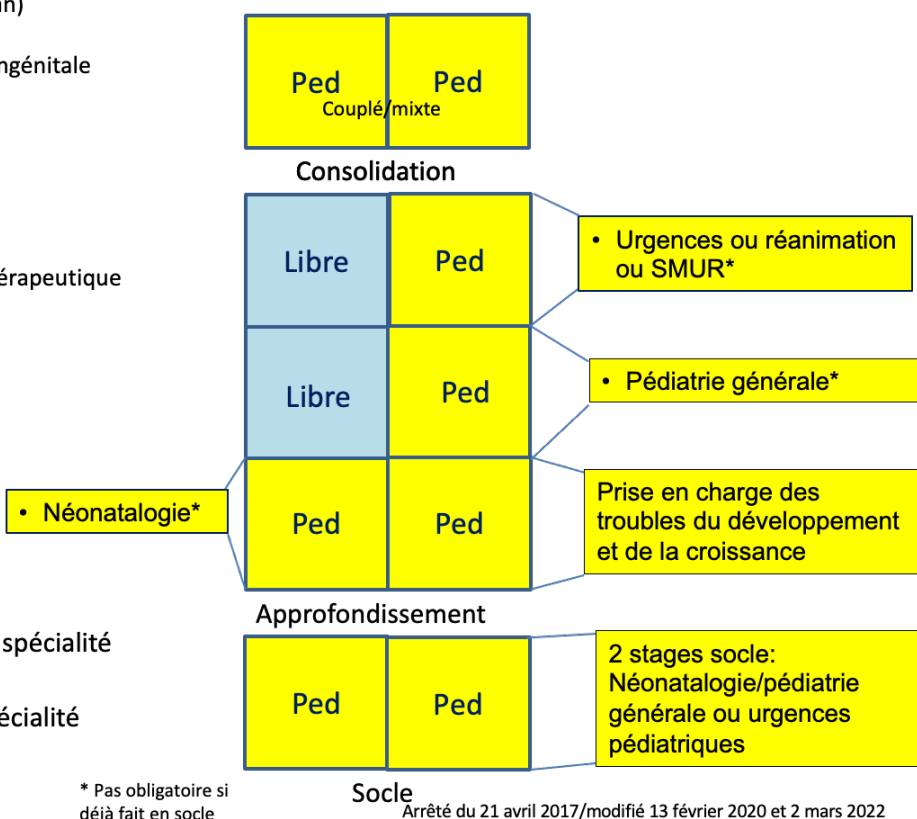 an)
ngénitale
Ped Ped
Couplé/mixte
Consolidation
Libre Ped
• Urgences ou réanimation
ou SMUR*
érapeutique
Libre Ped
• Pédiatrie générale*
• Néonatalogie*
Ped Ped
Prise en charge des
troubles du développement
et de la croissance
Approfondissement
spécialité
écialité
Ped Ped
2 stages socle:
Néonatalogie/pédiatrie
générale ou urgences
pédiatriques
Socle
* Pas obligatoire si
déjà fait en socle
Arrêté du 21 avril 2017/modifié 13 février 2020 et 2 mars 2022